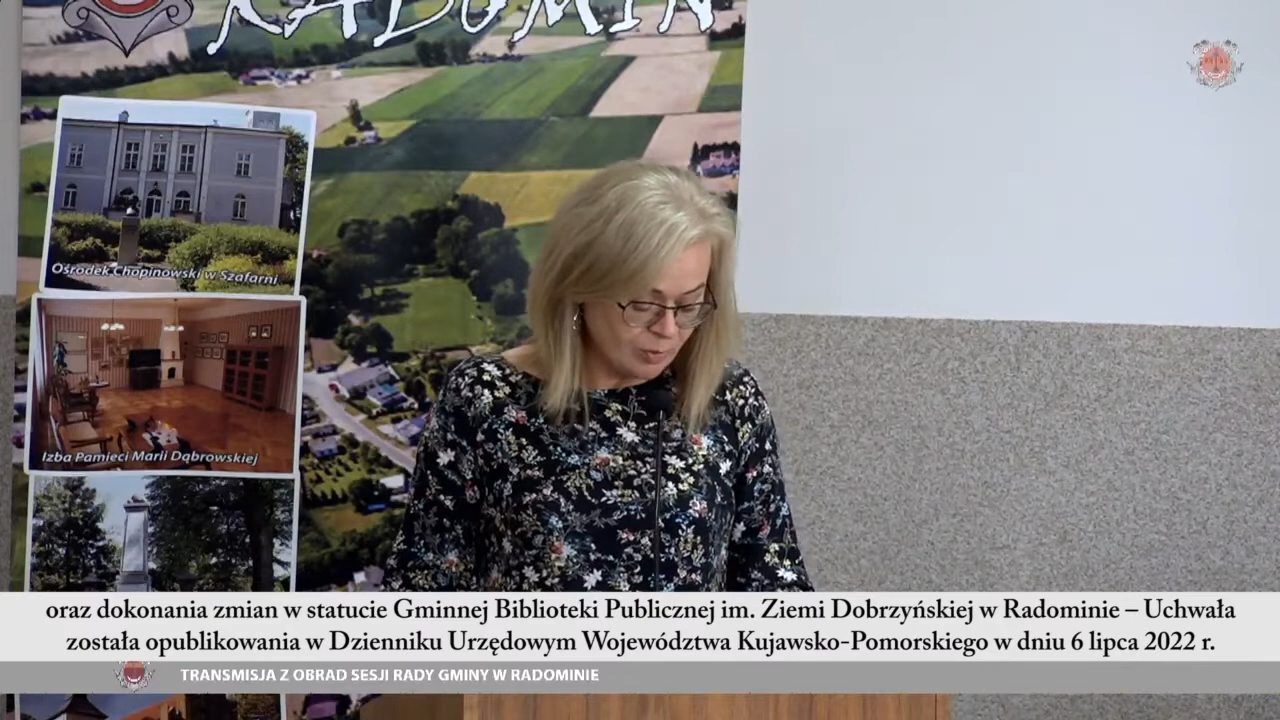 RADOMIN
Ośrodek Chopinowski w Szafarni
Izba Pamięci Marii Dąbrowskiej
oraz dokonania zmian w statucie Gminnej Biblioteki Publicznej im. Ziemi Dobrzyńskiej w Radominie – Uchwała
została opublikowania w Dzienniku Urzędowym Województwa Kujawsko-Pomorskiego w dniu 6 lipca 2022 r.
TRANSMISJA Z OBRAD SESJI RADY GMINY W RADOMINIE